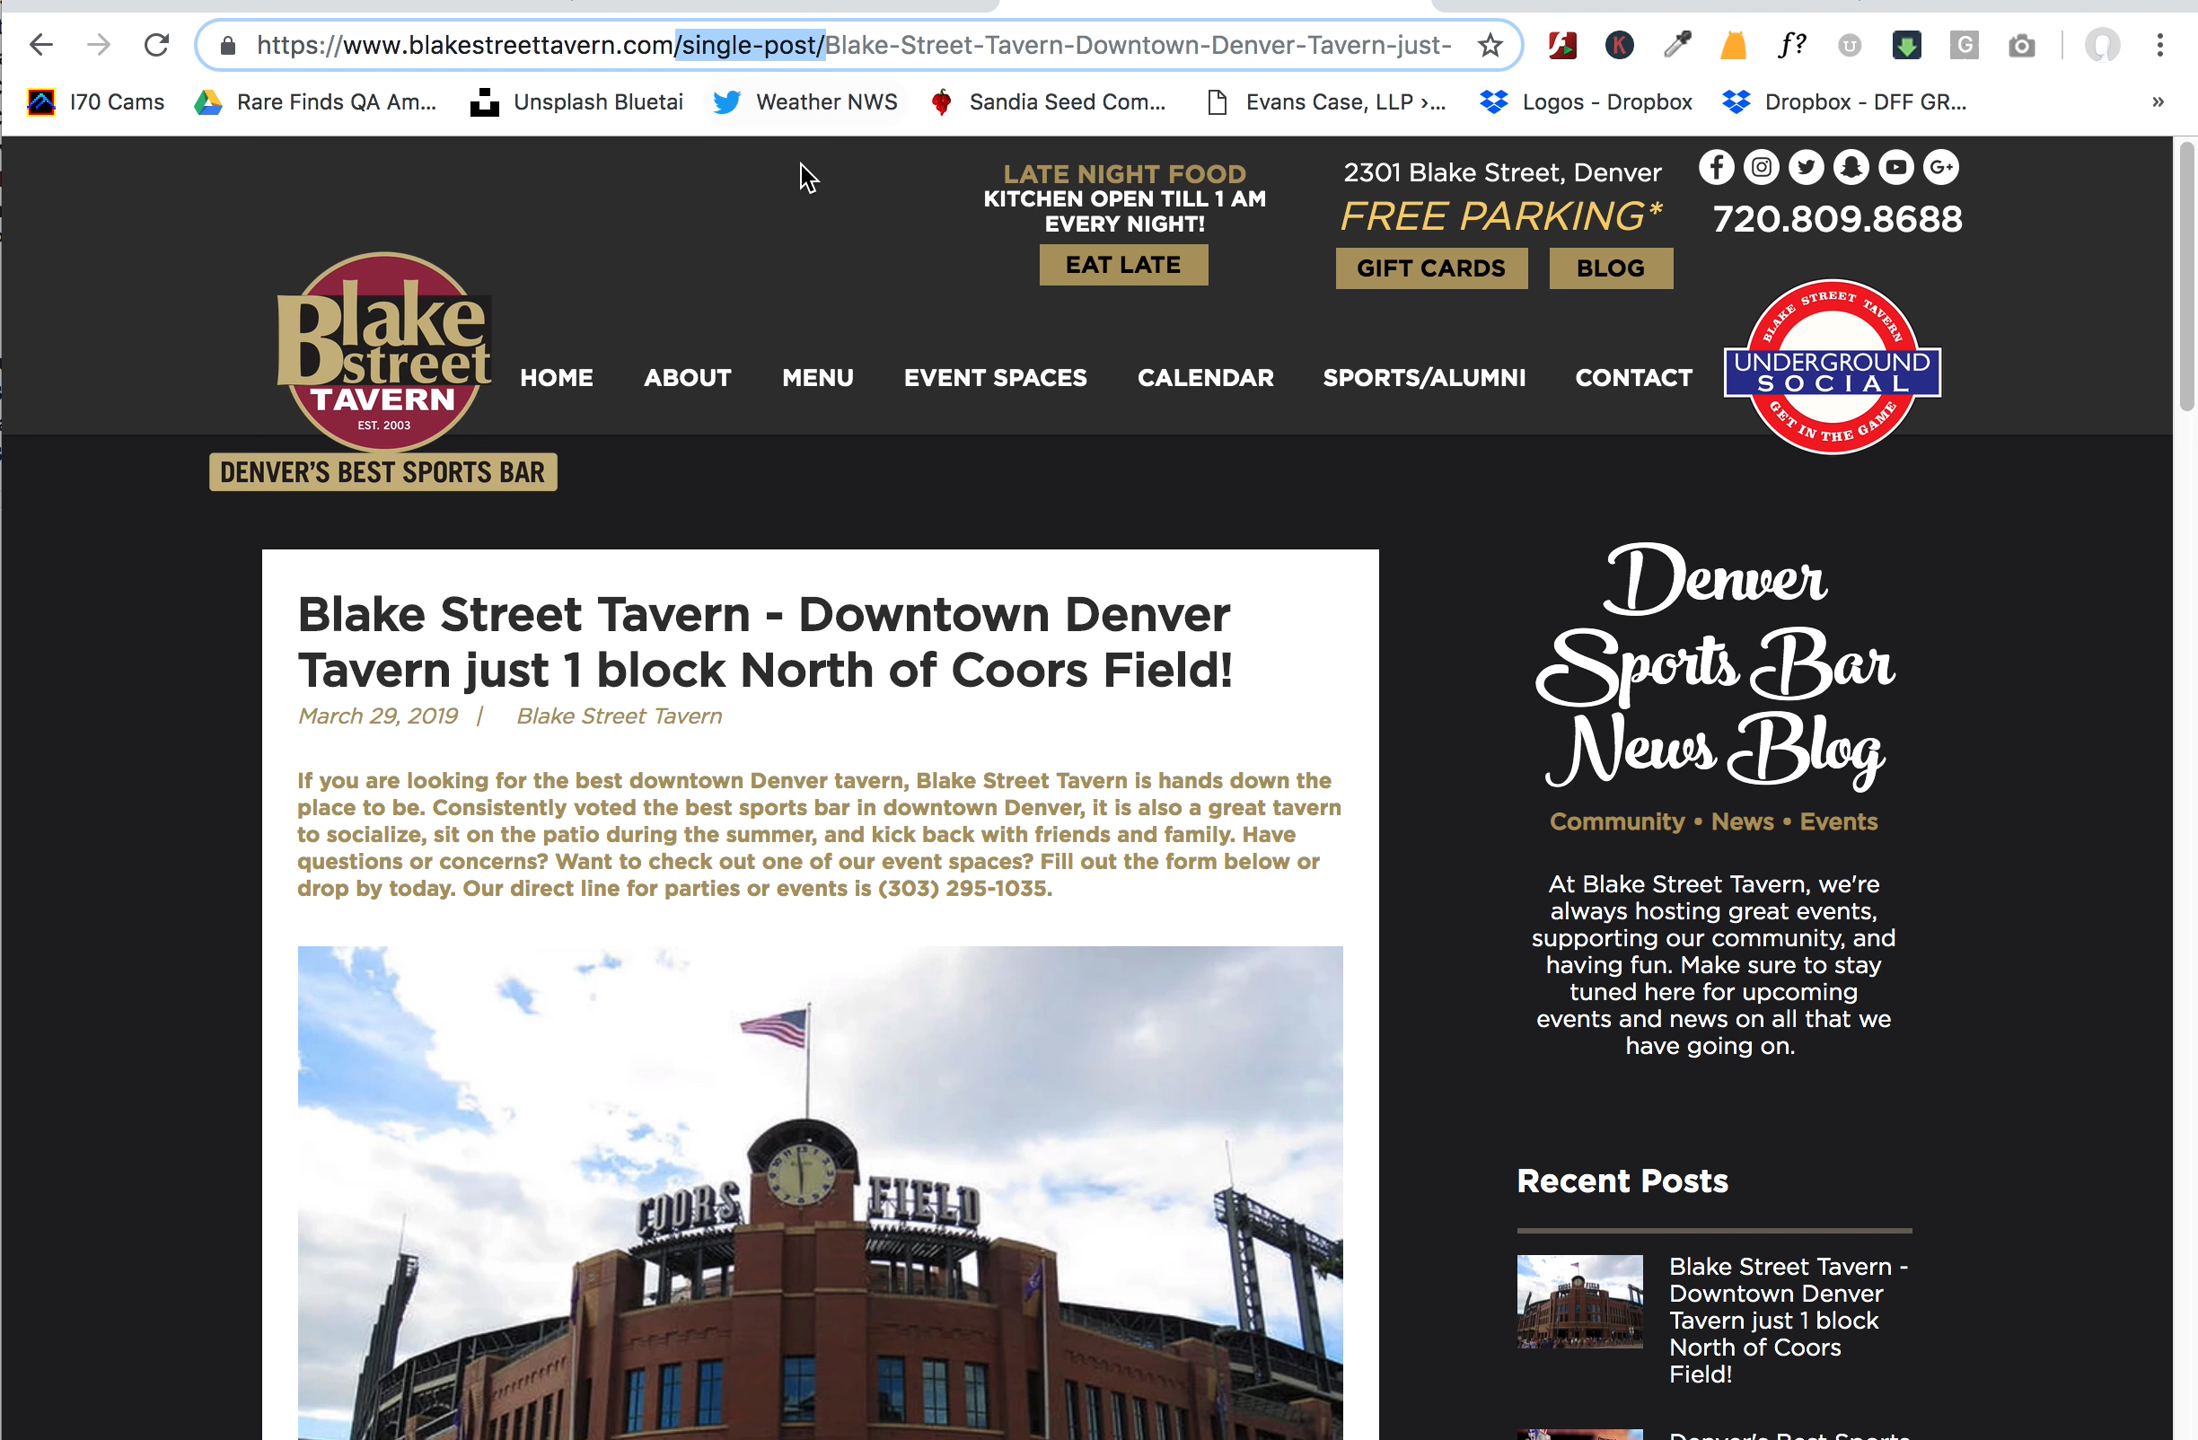 https://www.blakestreettavern.com/single-post/Blake-Street-Tavern-Downtown-Denver-Tavern-just-
f?
I70 Cams
Rare Finds QA Am...
Unsplash Bluetai
Weather NWS
Sandia Seed Com...
Evans Case, LLP ›...
Logos - Dropbox
Dropbox - DFF GR...
»
LATE NIGHT FOOD
KITCHEN OPEN TILL 1 AM
EVERY NIGHT!
EAT LATE
2301 Blake Street, Denver
FREE PARKING*
720.809.8688
GIFT CARDS
BLOG
Blake
street
TAVERN
EST. 2003
DENVER'S BEST SPORTS BAR
HOME
ABOUT
MENU
EVENT SPACES
CALENDAR
SPORTS/ALUMNI
CONTACT
BLAKE STREET TAVERN
UNDERGROUND
SOCIAL
GET IN THE GAME
Blake Street Tavern - Downtown Denver
Tavern just 1 block North of Coors Field!
March 29, 2019 | Blake Street Tavern
If you are looking for the best downtown Denver tavern, Blake Street Tavern is hands down the
place to be. Consistently voted the best sports bar in downtown Denver, it is also a great tavern
to socialize, sit on the patio during the summer, and kick back with friends and family. Have
questions or concerns? Want to check out one of our event spaces? Fill out the form below or
drop by today. Our direct line for parties or events is (303) 295-1035.
COORS FIELD
Denver
Sports Bar
News Blog
Community • News • Events
At Blake Street Tavern, we're
always hosting great events,
supporting our community, and
having fun. Make sure to stay
tuned here for upcoming
events and news on all that we
have going on.
Recent Posts
Blake Street Tavern -
Downtown Denver
Tavern just 1 block
North of Coors
Field!
Denver's Best Sports